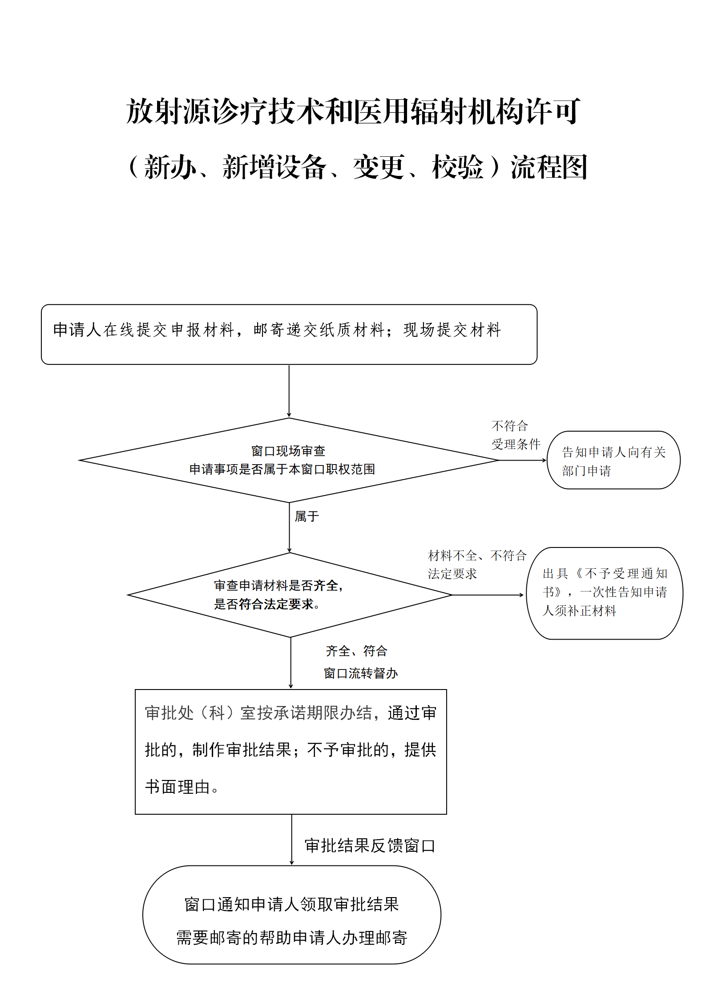 放射源诊疗技术和医用辐射机构许可
（新办、新增设备、变更、校验）流程图
申请人在线提交申报材料，邮寄递交纸质材料；现场提交材料
窗口现场审查
申请事项是否属于本窗口职权范围
不符合
受理条件
告知申请人向有关
部门申请
属于
审查申请材料是否齐全，
是否符合法定要求。
材料不全、不符合
法定要求
出具《不予受理通知
书》，一次性告知申请
人须补正材料
齐全、符合
窗口流转督办
审批处（科）室按承诺期限办结，通过审
批的，制作审批结果；不予审批的，提供
书面理由。
审批结果反馈窗口
窗口通知申请人领取审批结果
需要邮寄的帮助申请人办理邮寄